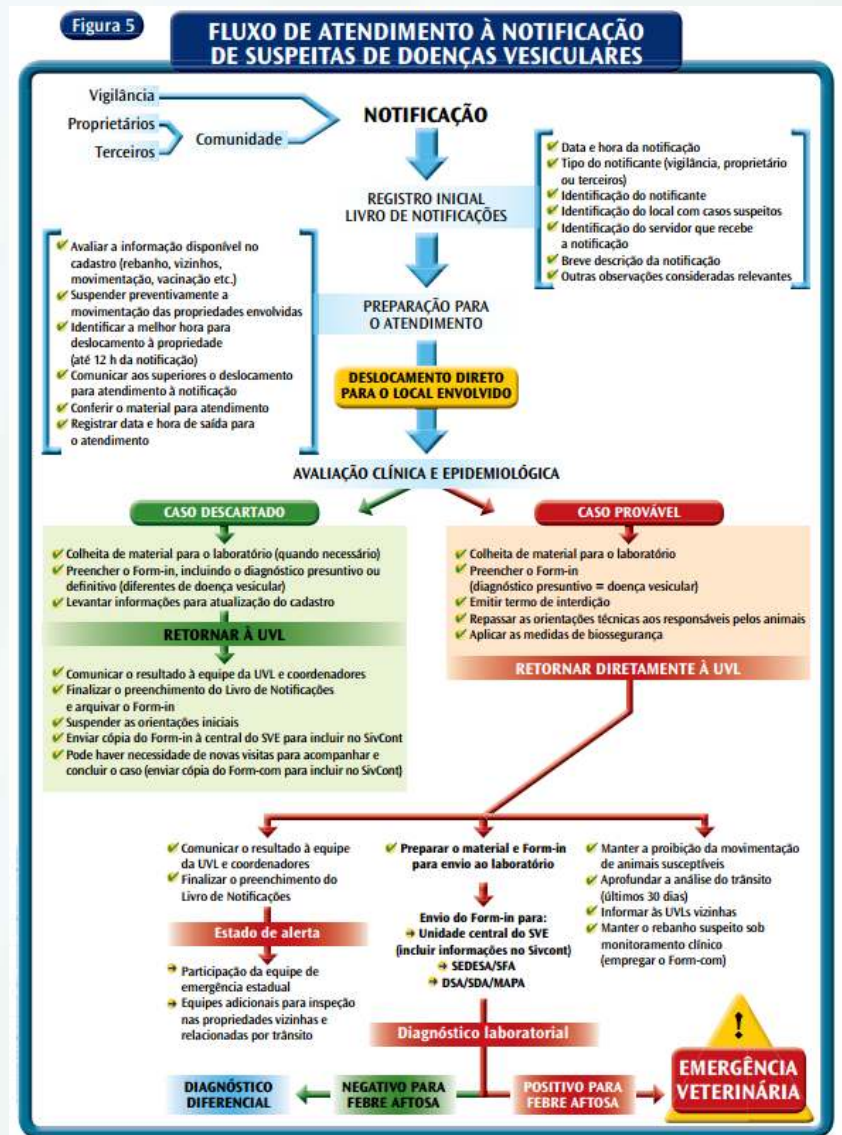 Figura 5
FLUXO DE ATENDIMENTO À NOTIFICAÇÃO
DE SUSPEITAS DE DOENÇAS VESICULARES
Vigilância
Proprietários
Terceiros
Comunidade
NOTIFICAÇÃO
REGISTRO INICIAL
LIVRO DE NOTIFICAÇÕES
Data e hora da notificação
Tipo do notificante (vigilância, proprietário
ou terceiros)
Identificação do notificante
Identificação do local com casos suspeitos
Identificação do servidor que recebe
a notificação
Breve descrição da notificação
Outras observações consideradas relevantes
Avaliar a informação disponível no
cadastro (rebanho, vizinhos,
movimentação, vacinação etc.)
Suspender preventivamente a
movimentação das propriedades envolvidas
Identificar a melhor hora para
deslocamento à propriedade
(até 12 h da notificação)
Comunicar aos superiores o deslocamento
para atendimento à notificação
Conferir o material para atendimento
Registrar data e hora de saída para
o atendimento
PREPARAÇÃO PARA
O ATENDIMENTO
DESLOCAMENTO DIRETO
PARA O LOCAL ENVOLVIDO
AVALIAÇÃO CLÍNICA E EPIDEMIOLÓGICA
CASO DESCARTADO
Colheita de material para o laboratório (quando necessário)
Preencher o Form-in, incluindo o diagnóstico presuntivo ou
definitivo (diferentes de doença vesicular)
Levantar informações para atualização do cadastro
RETORNAR À UVL
Comunicar o resultado à equipe da UVL e coordenadores
Finalizar o preenchimento do Livro de Notificações
e arquivar o Form-in
Suspender as orientações iniciais
Enviar cópia do Form-in à central do SVE para incluir no SivCont
Pode haver necessidade de novas visitas para acompanhar e
concluir o caso (enviar cópia do Form-com para incluir no SivCont)
CASO PROVÁVEL
Colheita de material para o laboratório
Preencher o Form-in
(diagnóstico presuntivo = doença vesicular)
Emitir termo de interdição
Repassar as orientações técnicas aos responsáveis pelos animais
Aplicar as medidas de biossegurança
RETORNAR DIRETAMENTE À UVL
Comunicar o resultado à equipe
da UVL e coordenadores
Finalizar o preenchimento do
Livro de Notificações
Estado de alerta
Participação da equipe de
emergência estadual
Equipes adicionais para inspeção
nas propriedades vizinhas e
relacionadas por trânsito
Preparar o material e Form-in
para envio ao laboratório
Envio do Form-in para:
Unidade central do SVE
(incluir informações no Sivcont)
SEDESA/SFA
DSA/SDA/MAPA
Manter a proibição da movimentação
de animais susceptíveis
Aprofundar a análise do trânsito
(últimos 30 dias)
Informar às UVLs vizinhas
Manter o rebanho suspeito sob
monitoramento clínico
(empregar o Form-com)
Diagnóstico laboratorial
DIAGNÓSTICO
DIFERENCIAL
NEGATIVO PARA
FEBRE AFTOSA
POSITIVO PARA
FEBRE AFTOSA
!
EMERGÊNCIA
VETERINÁRIA